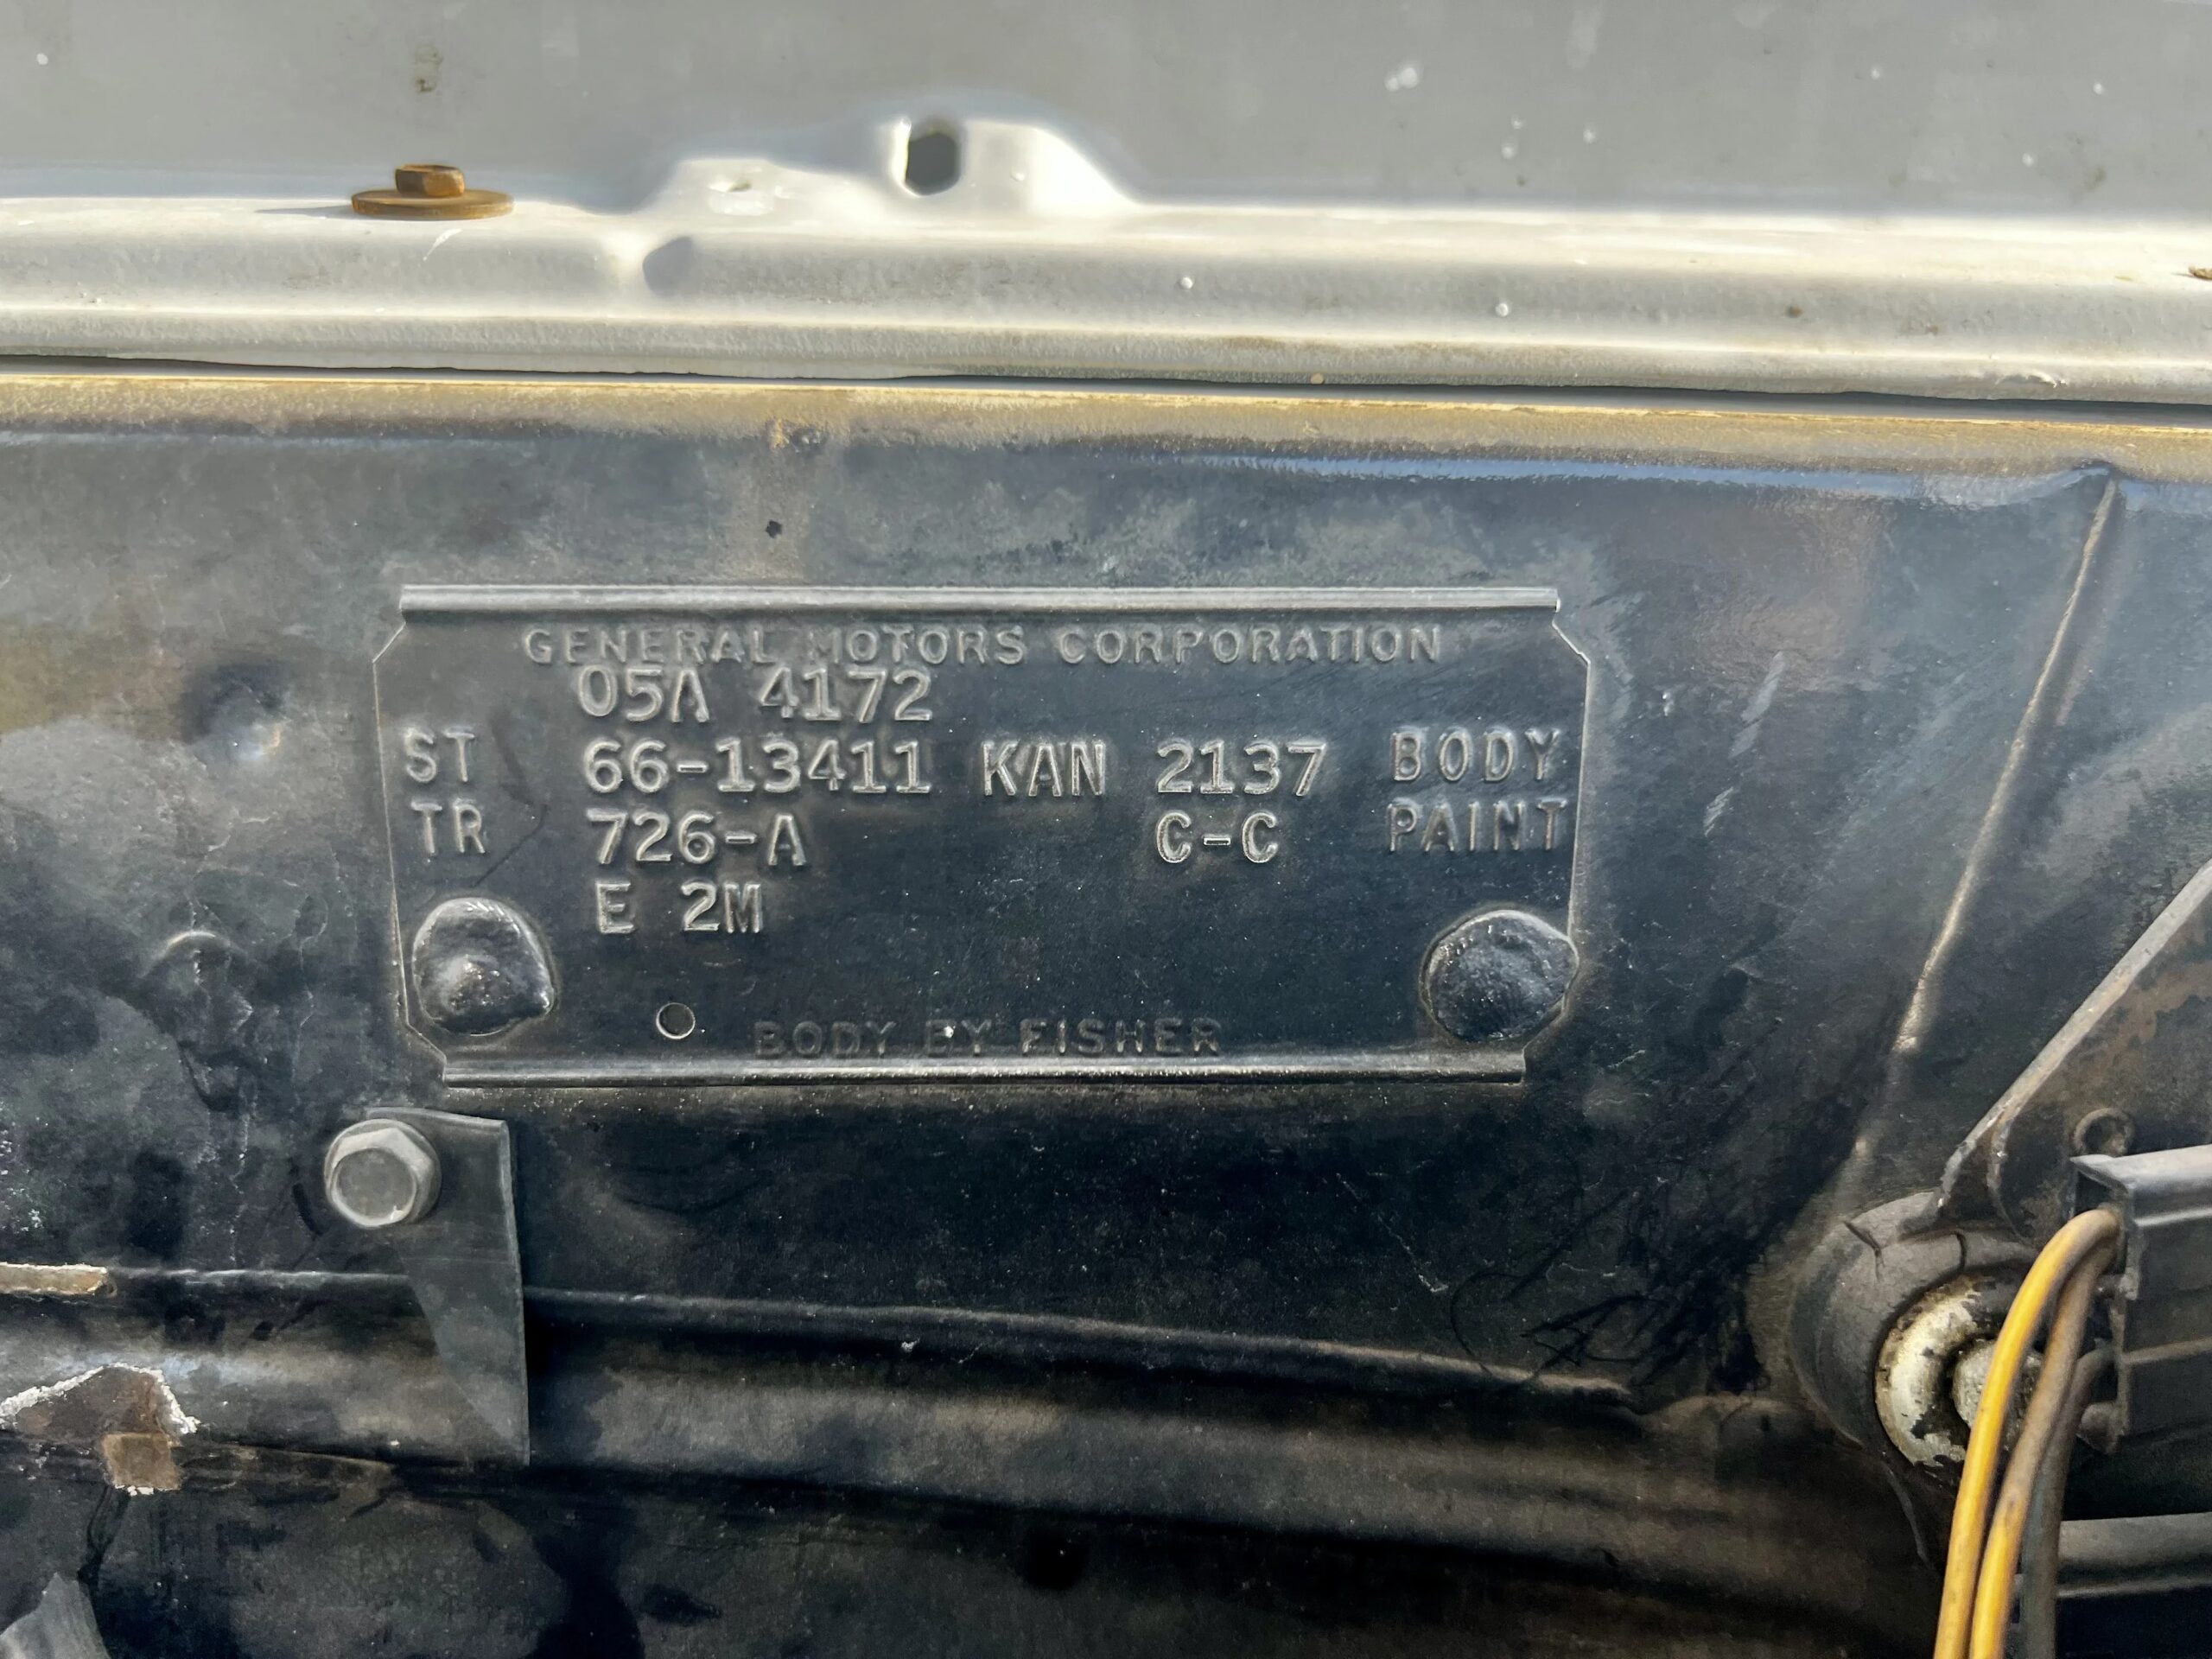 GENERAL MOTORS CORPORATION
05A 4172
ST 66-13411 KAN 2137 BODY
TR 726-A C-C PAINT
E 2M
BODY BY FISHER